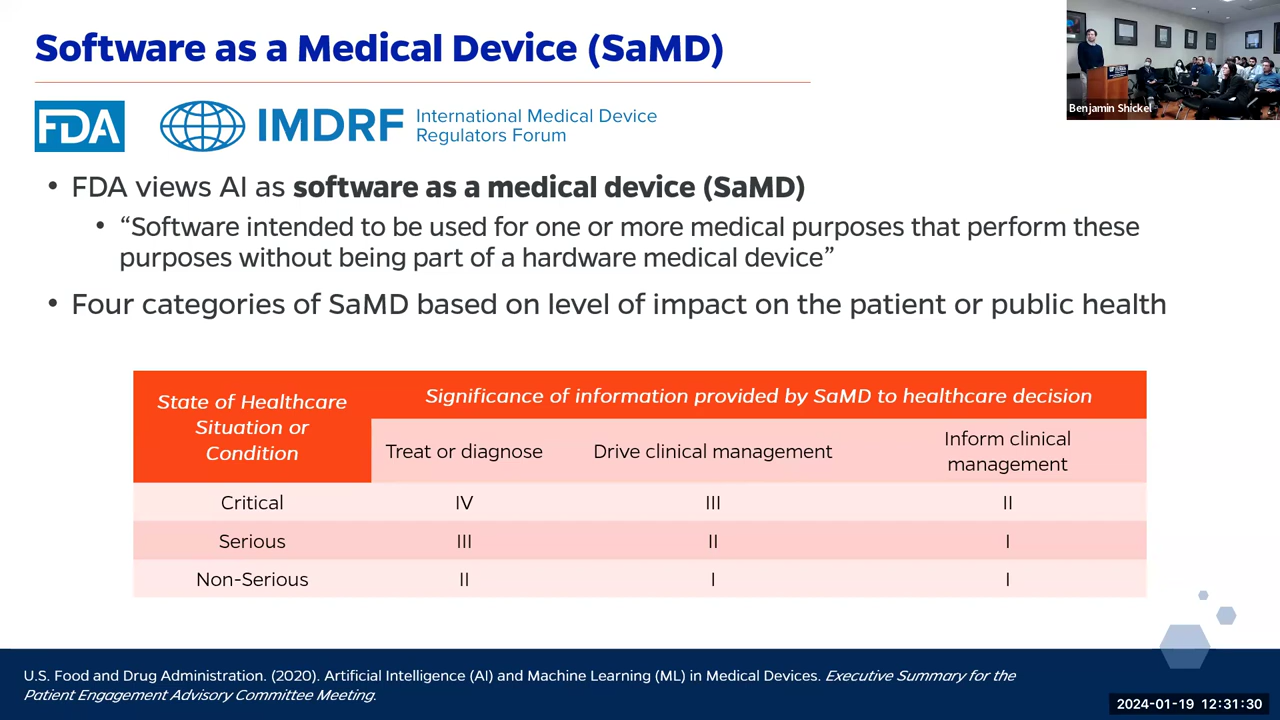 Software as a Medical Device (SaMD)
Benjamin Shickel
FDA
IMDRF
International Medical Device
Regulators Forum
• FDA views AI as software as a medical device (SaMD)
• “Software intended to be used for one or more medical purposes that perform these
purposes without being part of a hardware medical device”
• Four categories of SaMD based on level of impact on the patient or public health
State of Healthcare
Situation or
Condition
Significance of information provided by SaMD to healthcare decision
Treat or diagnose
Drive clinical management
Inform clinical
management
Critical IV III II
Serious III II I
Non-Serious II I I
U.S. Food and Drug Administration. (2020). Artificial Intelligence (AI) and Machine Learning (ML) in Medical Devices. Executive Summary for the
Patient Engagement Advisory Committee Meeting.
2024-01-19 12:31:30